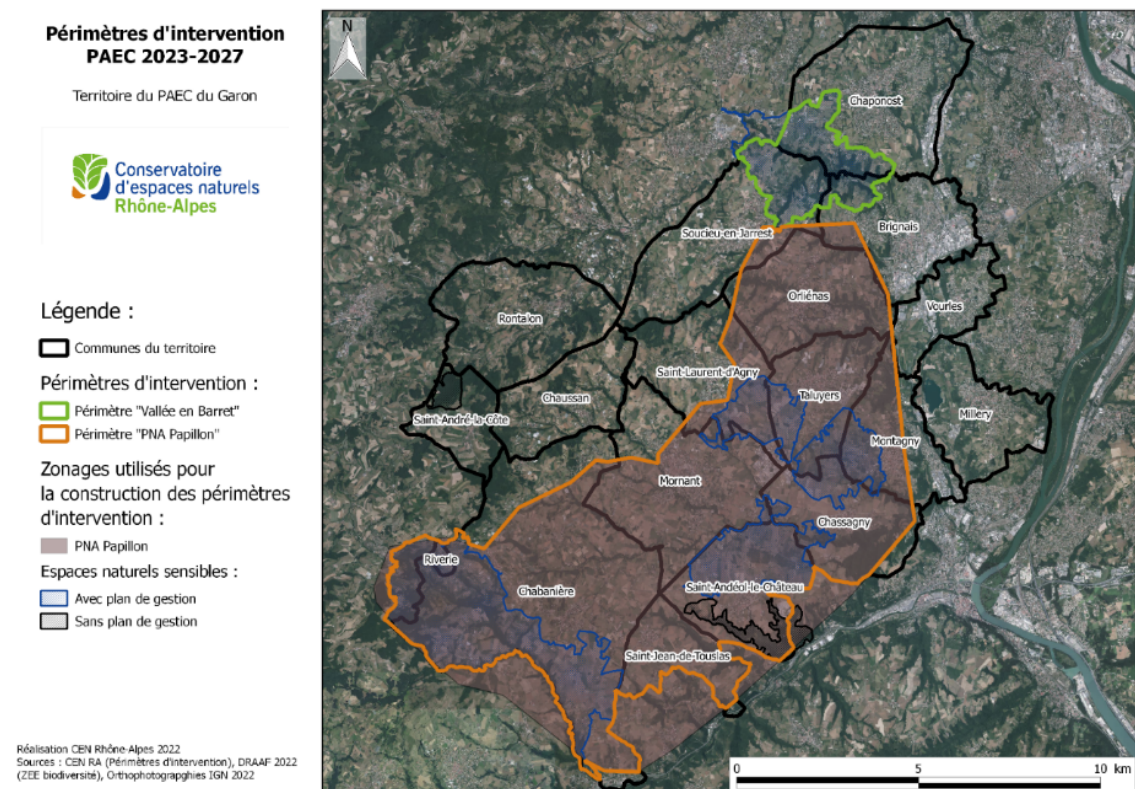 Périmètres d'intervention
PAEC 2023-2027
Territoire du PAEC du Garon
Conservatoire
d'espaces naturels
Rhône-Alpes
Légende :
Communes du territoire
Périmètres d'intervention :
Périmètre "Vallée en Barret"
Périmètre "PNA Papillon"
Zonages utilisés pour
la construction des périmètres
d'intervention :
PNA Papillon
Espaces naturels sensibles :
Avec plan de gestion
Sans plan de gestion
Réalisation CEN Rhône-Alpes 2022
Sources : CEN RA (Périmètres d'intervention), DRAAF 2022
(ZEE biodiversité), Orthophotograpghies IGN 2022
N
Chaponost
Soucieu-en-Jarrest
Brignais
Orliénas
Vourles
Rontalon
Saint-Laurent-d'Agny
Chaussan
Taluyers
Saint-André-la-Côte
Millery
Montagny
Mornant
Chassagny
Riverie
Chabanière
Saint-Andéol-le-Château
Saint-Jean-de-Touslas
0 5 10 km